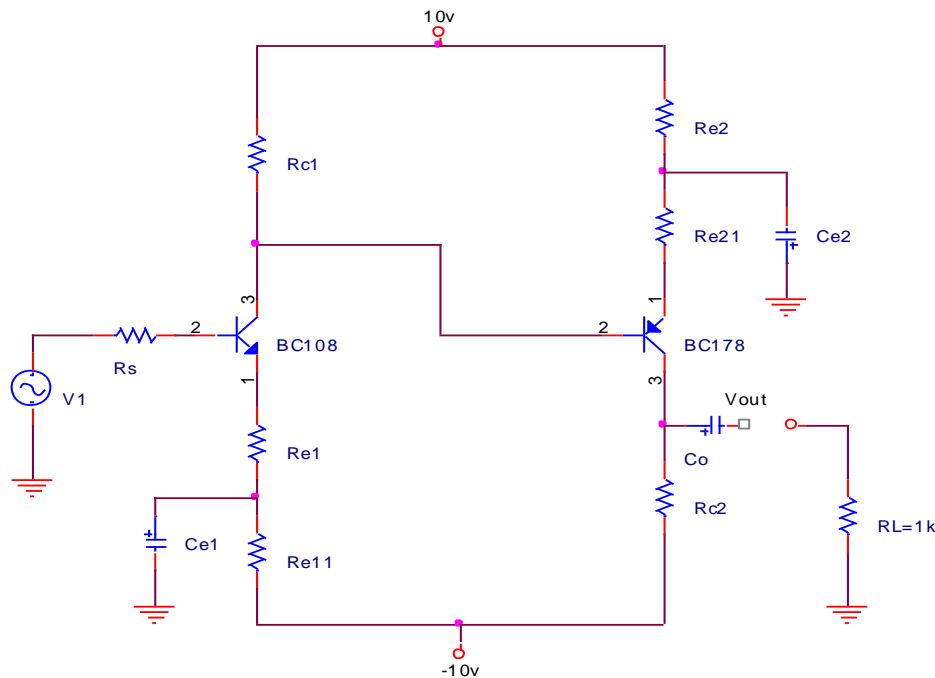 10v
Re2
Rc1
Re21
Ce2
3
1
2
BC108
2
BC178
Rs
1
3
V1
Vout
Re1
Co
Rc2
RL=1k
Ce1
Re11
-10v